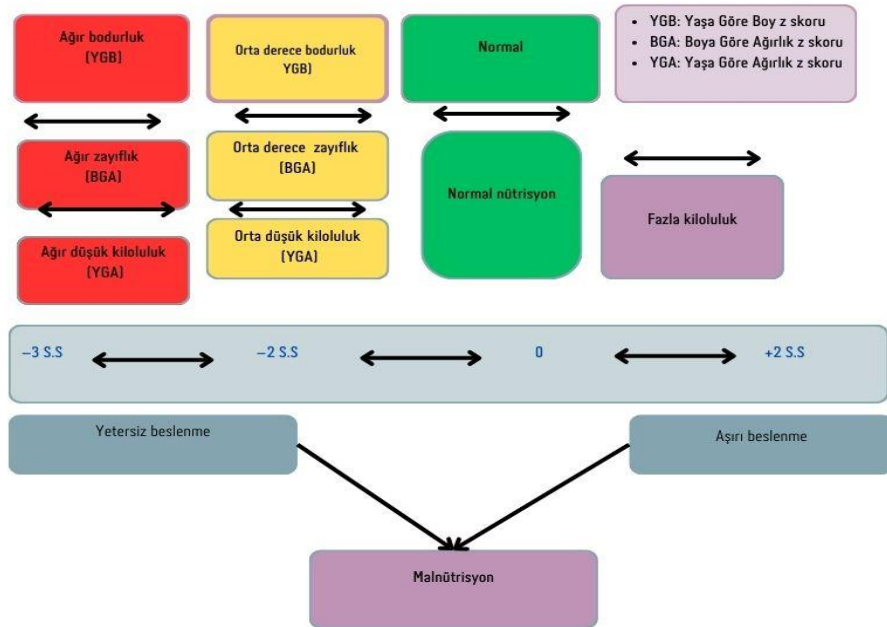 Ağır bodurluk
(YGB)
Orta derece bodurluk
YGB)
Normal
• YGB: Yaşa Göre Boy z skoru
• BGA: Boya Göre Ağırlık z skoru
• YGA: Yaşa Göre Ağırlık z skoru
Ağır zayıflık
(BGA)
Orta derece zayıflık
(BGA)
Normal nütrisyon
Fazla kiloluluk
Ağır düşük kiloluluk
(YGA)
Orta düşük kiloluluk
(YGA)
–3 S.S
–2 S.S
0
+2 S.S
Yetersiz beslenme
Aşırı beslenme
Malnütrisyon